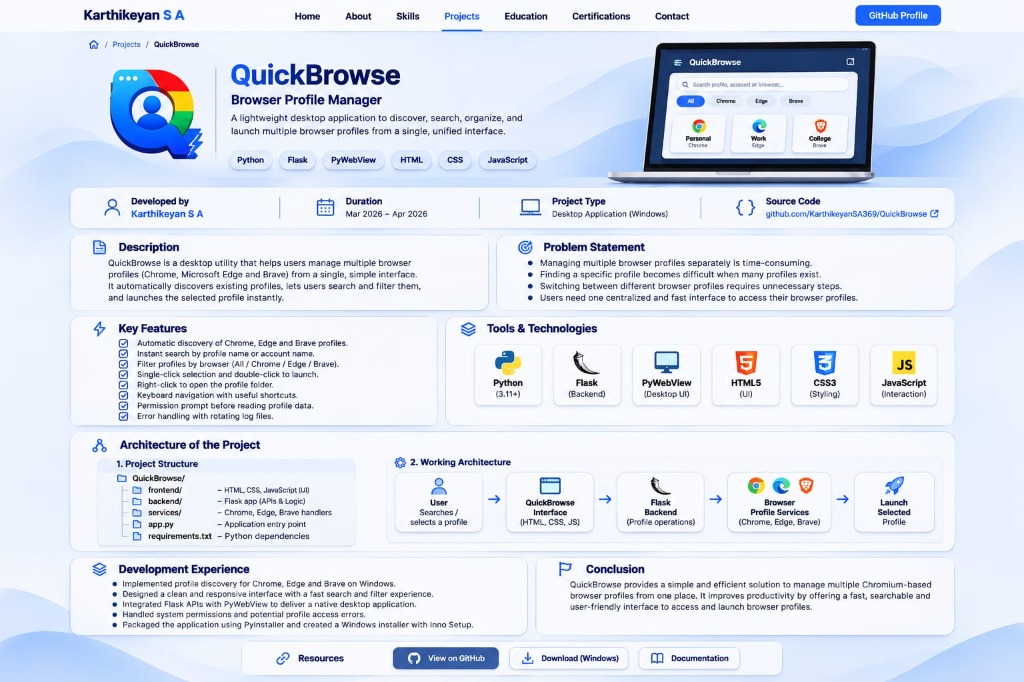 Karthikeyan S A
Home
About
Skills
Projects
Education
Certifications
Contact
GitHub Profile
/ Projects / QuickBrowse
QuickBrowse
Browser Profile Manager
A lightweight desktop application to discover, search, organize, and
launch multiple browser profiles from a single, unified interface.
Python
Flask
PyWebView
HTML
CSS
JavaScript
QuickBrowse
Search profile, account or browser...
All
Chrome
Edge
Brave
Personal
Chrome
Work
Edge
College
Brave
Developed by
Karthikeyan S A
Duration
Mar 2026 – Apr 2026
Project Type
Desktop Application (Windows)
Source Code
github.com/KarthikeyanSA369/QuickBrowse
Description
QuickBrowse is a desktop utility that helps users manage multiple browser
profiles (Chrome, Microsoft Edge and Brave) from a single, simple interface.
It automatically discovers existing profiles, lets users search and filter them,
and launches the selected profile instantly.
Problem Statement
Managing multiple browser profiles separately is time-consuming.
Finding a specific profile becomes difficult when many profiles exist.
Switching between different browser profiles requires unnecessary steps.
Users need one centralized and fast interface to access their browser profiles.
Key Features
Automatic discovery of Chrome, Edge and Brave profiles.
Instant search by profile name or account name.
Filter profiles by browser (All / Chrome / Edge / Brave).
Single-click selection and double-click to launch.
Right-click to open the profile folder.
Keyboard navigation with useful shortcuts.
Permission prompt before reading profile data.
Error handling with rotating log files.
Tools & Technologies
Python
(3.11+)
Flask
(Backend)
PyWebView
(Desktop UI)
HTML5
(UI)
CSS3
(Styling)
JS
JavaScript
(Interaction)
Architecture of the Project
1. Project Structure
QuickBrowse/
frontend/ – HTML, CSS, JavaScript (UI)
backend/ – Flask app (APIs & Logic)
services/ – Chrome, Edge, Brave handlers
app.py – Application entry point
requirements.txt – Python dependencies
2. Working Architecture
User
Searches /
selects a profile
QuickBrowse
Interface
(HTML, CSS, JS)
Flask
Backend
(Profile operations)
Browser
Profile Services
(Chrome, Edge, Brave)
Launch
Selected
Profile
Development Experience
Implemented profile discovery for Chrome, Edge and Brave on Windows.
Designed a clean and responsive interface with a fast search and filter experience.
Integrated Flask APIs with PyWebView to deliver a native desktop application.
Handled system permissions and potential profile access errors.
Packaged the application using PyInstaller and created a Windows installer with Inno Setup.
Conclusion
QuickBrowse provides a simple and efficient solution to manage multiple Chromium-based
browser profiles from one place. It improves productivity by offering a fast, searchable and
user-friendly interface to access and launch browser profiles.
Resources
View on GitHub
Download (Windows)
Documentation